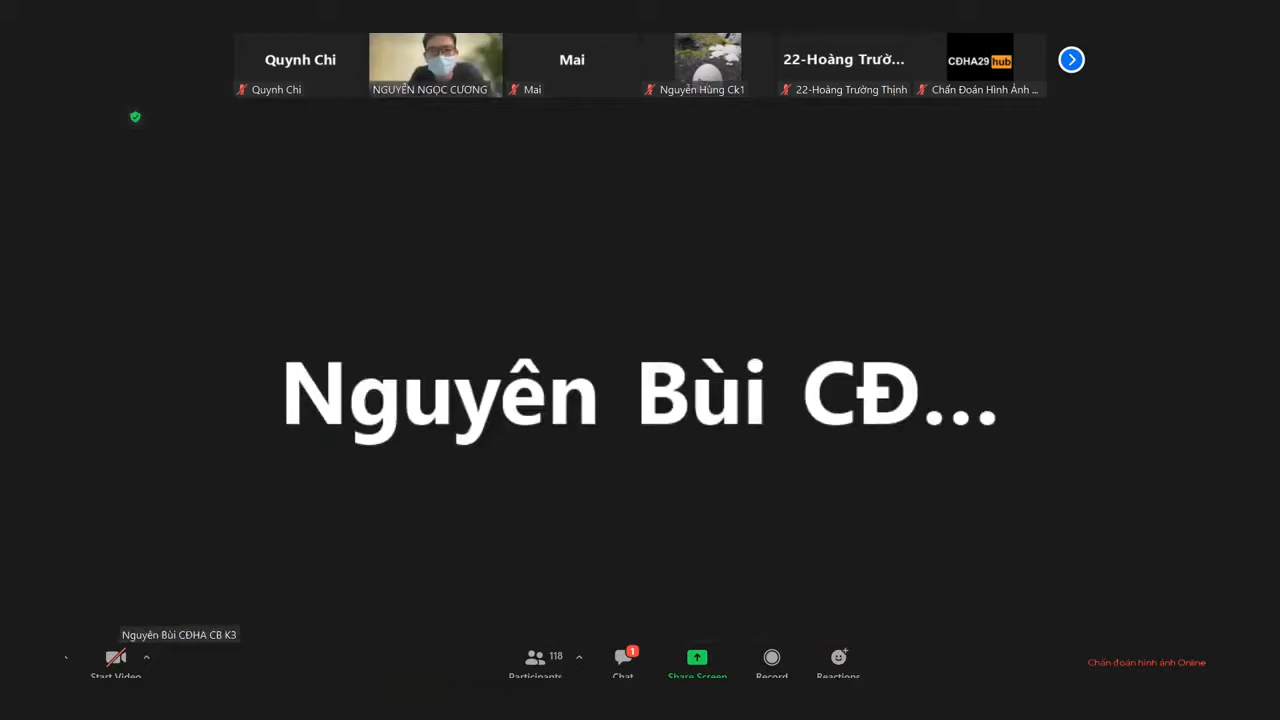 Quynh Chi
Mai
22-Hoàng Trườ...
CĐHA29 hub
Quynh Chi
NGUYỄN NGỌC CƯƠNG
Mai
Nguyễn Hùng Ck1
22-Hoàng Trường Thịnh
Chẩn Đoán Hình Ảnh ...
Nguyên Bùi CĐ...
Nguyên Bùi CĐHA CB K3
Start Video
118
Participants
1
Chat
Share Screen
Record
Reactions
Chẩn đoán hình ảnh Online